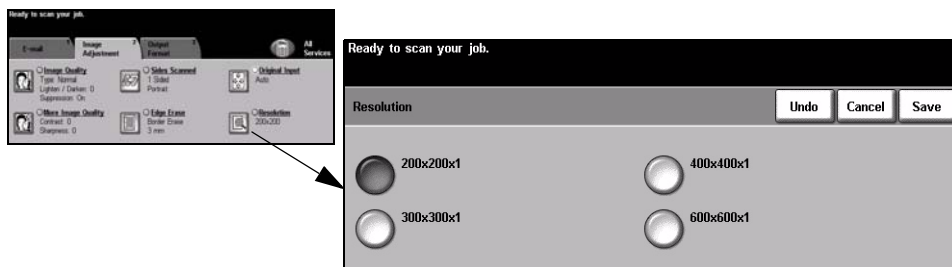 Ready to scan your job.
E-mail
Image Adjustment
Output Format
All Services
Image Quality
Type: Normal
Lighten / Darken: 0
Suppression: On
Sides Scanned
1 Sided
Portrait
Original Input
Auto
More Image Quality
Contrast: 0
Sharpness: 0
Edge Erase
Border Erase
3 mm
Resolution
200x200
Ready to scan your job.
Resolution
Undo
Cancel
Save
200x200x1
400x400x1
300x300x1
600x600x1